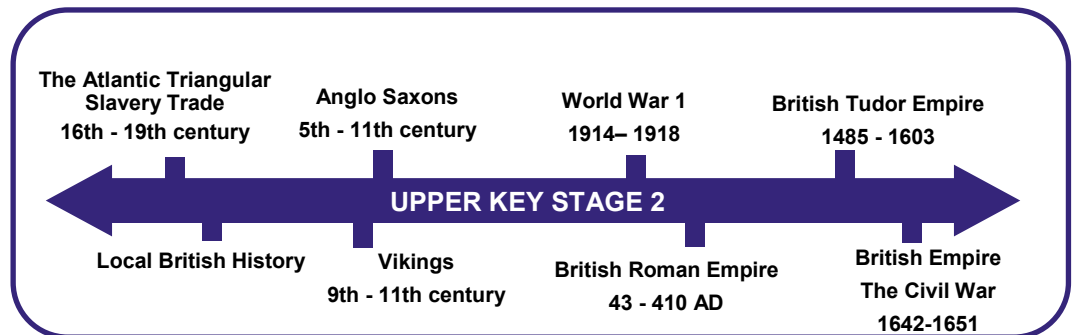 The Atlantic Triangular
Slavery Trade
16th - 19th century
Anglo Saxons
5th - 11th century
World War 1
1914– 1918
British Tudor Empire
1485 - 1603
UPPER KEY STAGE 2
Local British History
Vikings
9th - 11th century
British Roman Empire
43 - 410 AD
British Empire
The Civil War
1642-1651